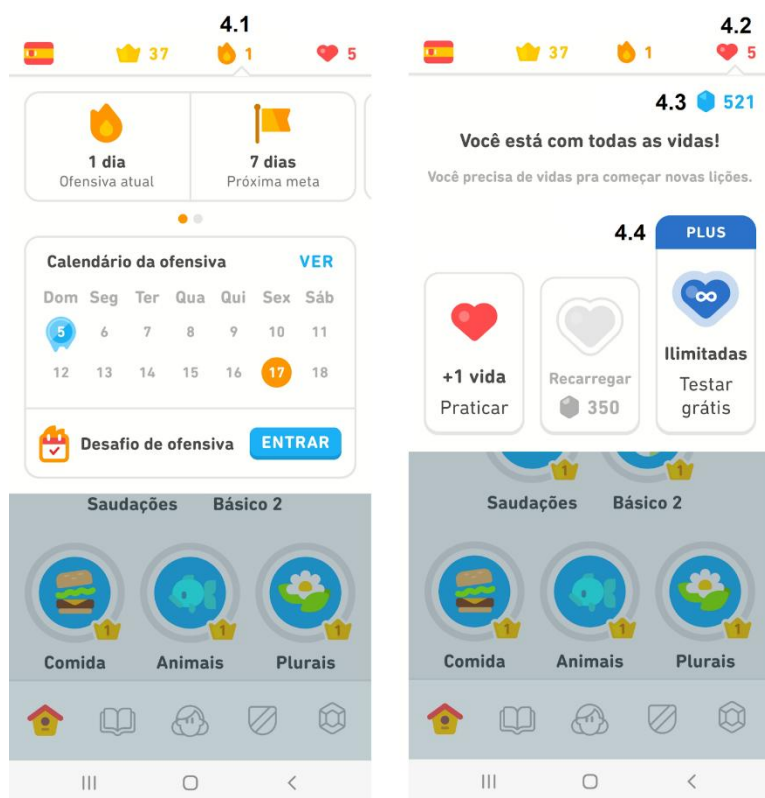 4.1
37 1 5
1 dia
Ofensiva atual
7 dias
Próxima meta
Calendário da ofensiva VER
Dom Seg Ter Qua Qui Sex Sáb
5 6 7 8 9 10 11
12 13 14 15 16 17 18
Desafio de ofensiva ENTRAR
Saudações Básico 2
1 1 1
Comida Animais Plurais
4.2
37 1 5
4.3 521
Você está com todas as vidas!
Você precisa de vidas pra começar novas lições.
4.4 PLUS
+1 vida
Praticar
Recarregar
350
Ilimitadas
Testar
grátis
1 1
Saudações Básico 2
1 1 1
Comida Animais Plurais